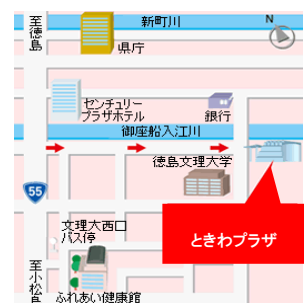 至徳島
新町川
N
県庁
センチュリー
プラザホテル
銀行
御座船入江川
徳島文理大学
55
ときわプラザ
文理大西口
バス停
至小松島
ふれあい健康館